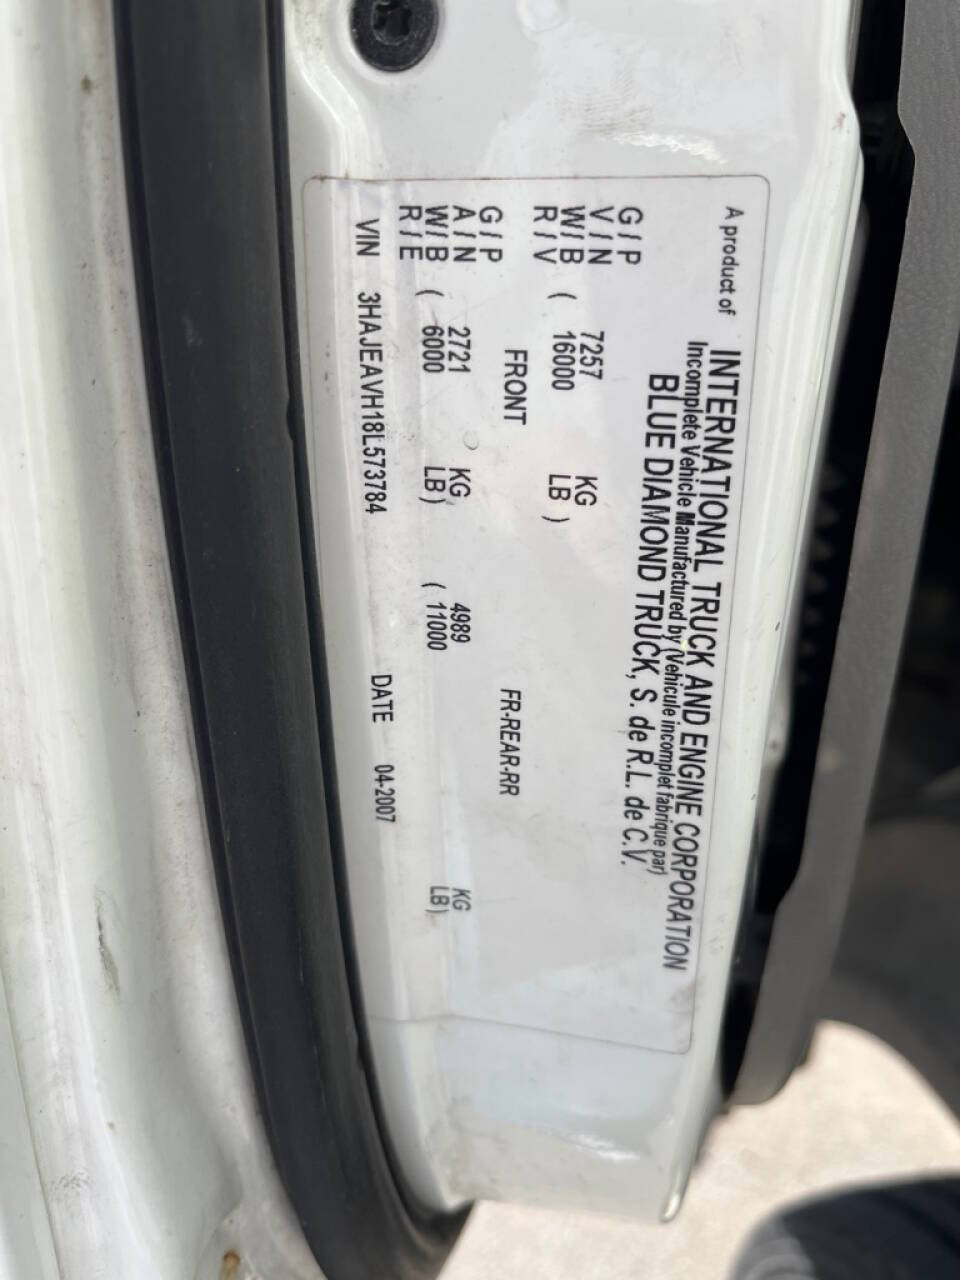 A product of INTERNATIONAL TRUCK AND ENGINE CORPORATION
Incomplete Vehicle Manufactured by (Vehicule incomplet fabrique par)
BLUE DIAMOND TRUCK, S. de R.L. de C.V.
G / P
V / N 7257 KG
W / B ( 16000 LB )
R / V
G / P FRONT FR-REAR-RR
A / N 2721 KG 4989 KG
W / B ( 6000 LB ) ( 11000 LB )
R / E
VIN 3HAJEAVH18L573784 DATE 04-2007